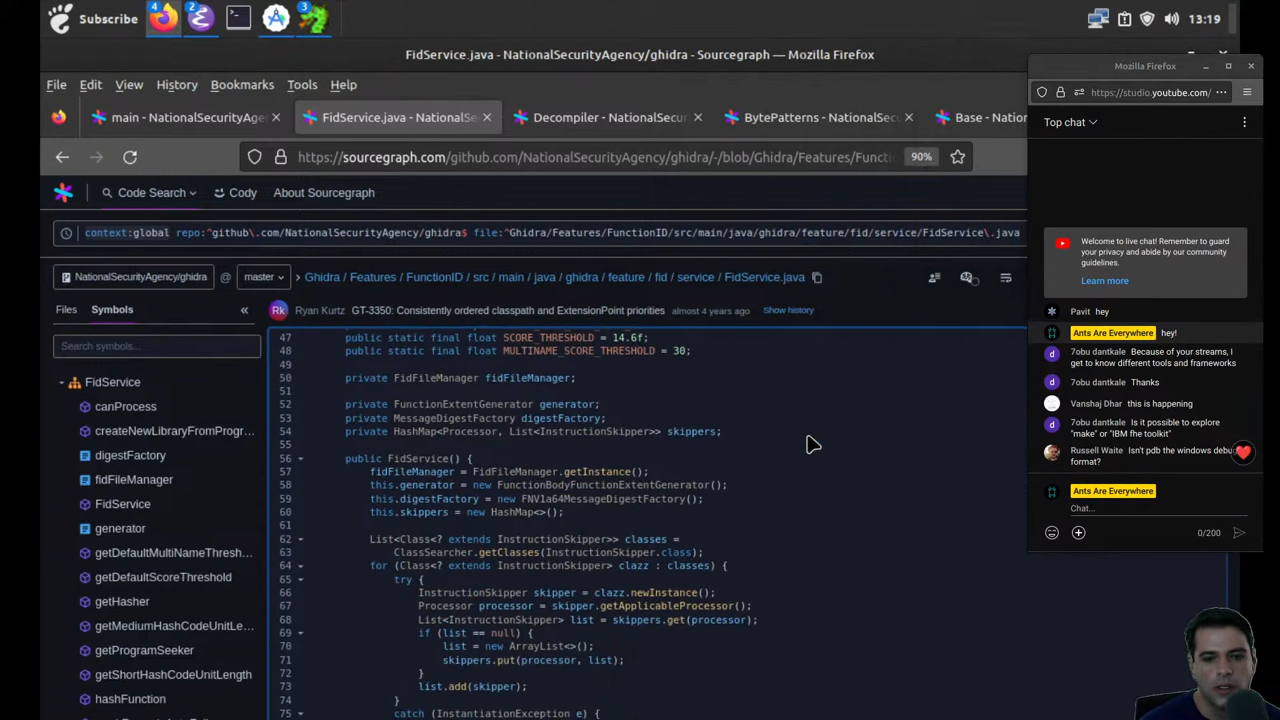 Subscribe
4
2
3
13:19
FidService.java - NationalSecurityAgency/ghidra - Sourcegraph — Mozilla Firefox
File Edit View History Bookmarks Tools Help
main - NationalSecurityAge
FidService.java - NationalSe
Decompiler - NationalSecur
BytePatterns - NationalSecu
Base - Nation
https://sourcegraph.com/github.com/NationalSecurityAgency/ghidra/-/blob/Ghidra/Features/Functi
90%
Code Search
Cody
About Sourcegraph
context:global repo:^github\.com/NationalSecurityAgency/ghidra$ file:^Ghidra/Features/FunctionID/src/main/java/ghidra/feature/fid/service/FidService\.java
NationalSecurityAgency/ghidra @ master
Ghidra / Features / FunctionID / src / main / java / ghidra / feature / fid / service / FidService.java
Files
Symbols
Rk
Ryan Kurtz GT-3350: Consistently ordered classpath and ExtensionPoint priorities almost 4 years ago Show history
Search symbols...
FidService
canProcess
createNewLibraryFromProgr...
digestFactory
fidFileManager
FidService
generator
getDefaultMultiNameThresh...
getDefaultScoreThreshold
getHasher
getMediumHashCodeUnitLe...
getProgramSeeker
getShortHashCodeUnitLength
hashFunction
47 public static final float SCORE_THRESHOLD = 14.6f;
48 public static final float MULTINAME_SCORE_THRESHOLD = 30;
49
50 private FidFileManager fidFileManager;
51
52 private FunctionExtentGenerator generator;
53 private MessageDigestFactory digestFactory;
54 private HashMap<Processor, List<InstructionSkipper>> skippers;
55
56 public FidService() {
57 fidFileManager = FidFileManager.getInstance();
58 this.generator = new FunctionBodyFunctionExtentGenerator();
59 this.digestFactory = new FNV1a64MessageDigestFactory();
60 this.skippers = new HashMap<>();
61
62 List<Class<? extends InstructionSkipper>> classes =
63 ClassSearcher.getClasses(InstructionSkipper.class);
64 for (Class<? extends InstructionSkipper> clazz : classes) {
65 try {
66 InstructionSkipper skipper = clazz.newInstance();
67 Processor processor = skipper.getApplicableProcessor();
68 List<InstructionSkipper> list = skippers.get(processor);
69 if (list == null) {
70 list = new ArrayList<>();
71 skippers.put(processor, list);
72 }
73 list.add(skipper);
74 }
75 catch (InstantiationException e) {
Mozilla Firefox
https://studio.youtube.com/
Top chat
Welcome to live chat! Remember to guard
your privacy and abide by our community
guidelines.
Learn more
Pavit hey
Ants Are Everywhere hey!
7obu dantkale Because of your streams, I
get to know different tools and frameworks
7obu dantkale Thanks
Vanshaj Dhar this is happening
7obu dantkale Is it possible to explore
"make" or "IBM fhe toolkit"
Russell Waite Isn't pdb the windows debug
format?
Ants Are Everywhere
Chat...
0/200